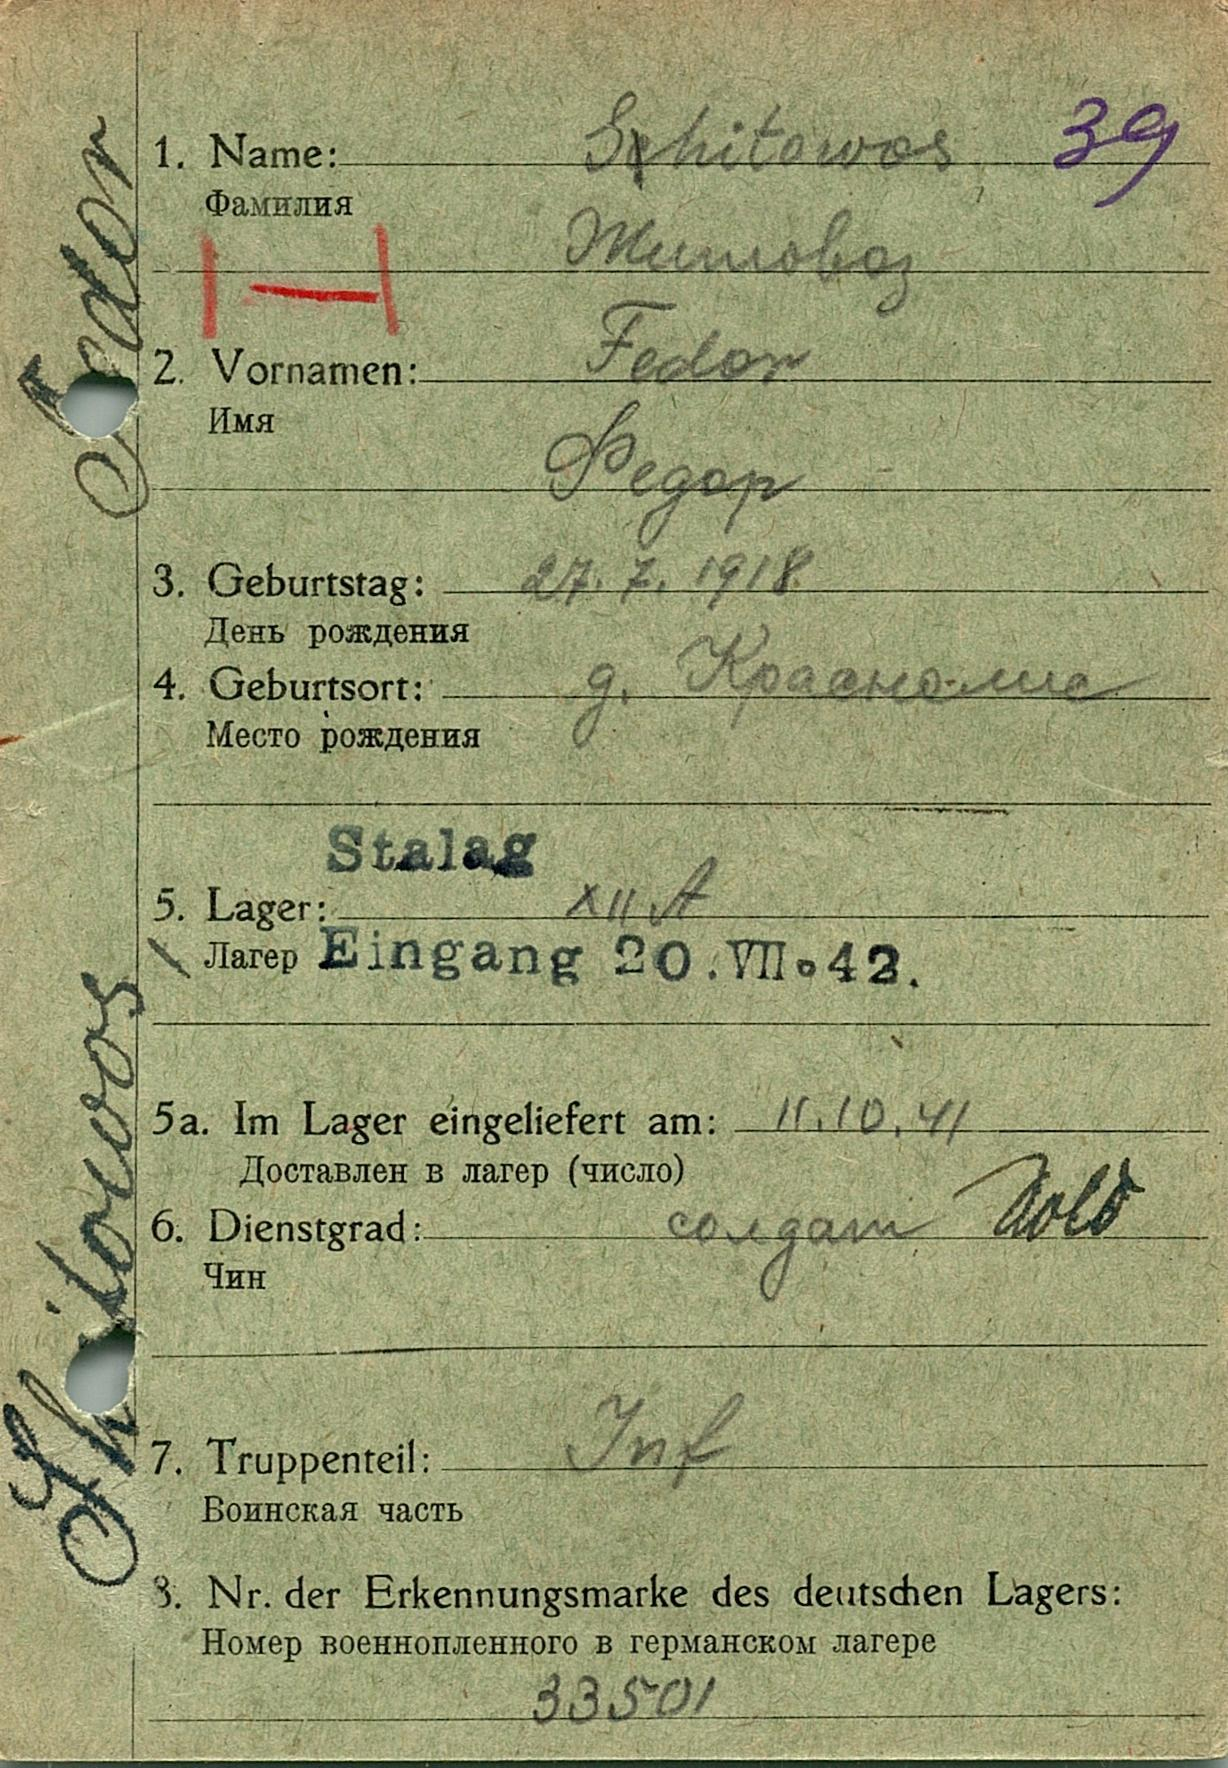 1. Name: Schitowos 39
Фамилия
Житовоз
2. Vornamen: Fedor
Имя
Федор
3. Geburtstag: 27. 7. 1918
День рождения
4. Geburtsort: д.
Место рождения
Stalag
5. Lager: XII A
Лагер Eingang 20.VII.42.
5a. Im Lager eingeliefert am: 11.10.41
Доставлен в лагер (число)
6. Dienstgrad: солдат
Чин
7. Truppenteil: Inf
Воинская часть
8. Nr. der Erkennungsmarke des deutschen Lagers:
Номер военнопленного в германском лагере
33501
Shitowos
Fedor